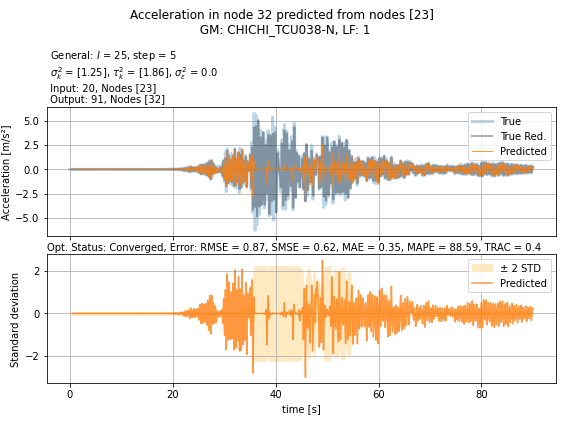 Acceleration in node 32 predicted from nodes [23]
GM: CHICHI_TCU038-N, LF: 1
General: l = 25, step = 5
σ²ₖ = [1.25], τ²ₖ = [1.86], σ²ε = 0.0
Input: 20, Nodes [23]
Output: 91, Nodes [32]
Acceleration [m/s²]
5.0
2.5
0.0
−2.5
−5.0
True
True Red.
Predicted
Opt. Status: Converged, Error: RMSE = 0.87, SMSE = 0.62, MAE = 0.35, MAPE = 88.59, TRAC = 0.4
Standard deviation
2
0
−2
± 2 STD
Predicted
0
20
40
60
80
time [s]